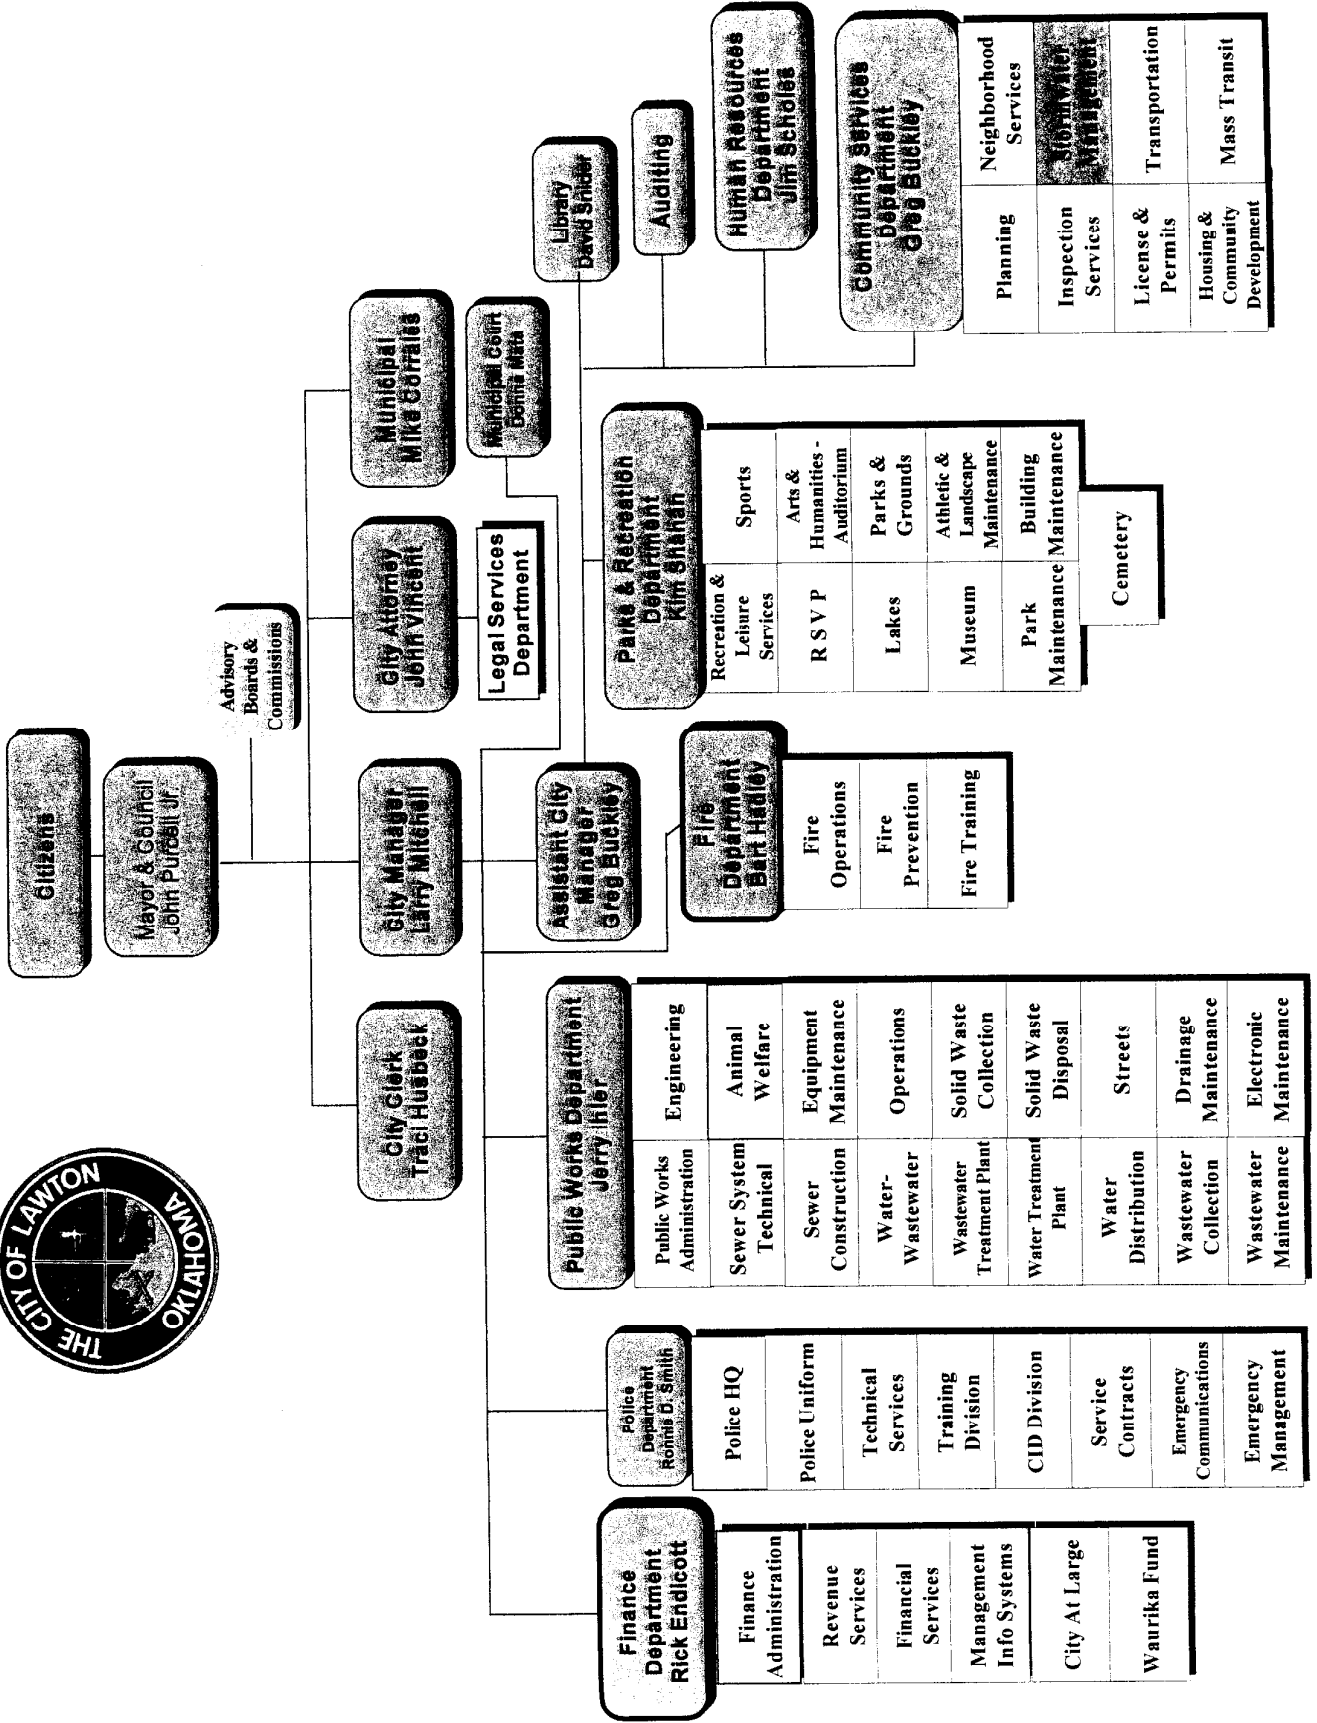 THE CITY OF LAWTON
OKLAHOMA
Citizens
Mayor & Council
John Purcell Jr.
Advisory
Boards &
Commissions
City Clerk
Traci Husbeck
City Manager
Larry Mitchell
City Attorney
John Vincent
Municipal
Mike Corrales
Legal Services
Department
Municipal Court
Donna Mata
Assistant City
Manager
Greg Buckley
Library
David Snider
Auditing
Human Resources
Department
Jim Scholes
Finance
Department
Rick Endicott
Finance
Administration
Revenue
Services
Financial
Services
Management
Info Systems
City At Large
Waurika Fund
Police
Department
Ronnie D. Smith
Police HQ
Police Uniform
Technical
Services
Training
Division
CID Division
Service
Contracts
Emergency
Communications
Emergency
Management
Public Works Department
Jerry Ihler
Public Works
Administration
Engineering
Sewer System
Technical
Animal
Welfare
Sewer
Construction
Equipment
Maintenance
Water-
Wastewater
Operations
Wastewater
Treatment Plant
Solid Waste
Collection
Water Treatment
Plant
Solid Waste
Disposal
Water
Distribution
Streets
Wastewater
Collection
Drainage
Maintenance
Wastewater
Maintenance
Electronic
Maintenance
Fire
Department
Bart Hadley
Fire
Operations
Fire
Prevention
Fire Training
Parks & Recreation
Department
Kim Shahan
Recreation &
Leisure
Services
Sports
R S V P
Arts &
Humanities -
Auditorium
Lakes
Parks &
Grounds
Museum
Athletic &
Landscape
Maintenance
Park
Maintenance
Building
Maintenance
Cemetery
Community Services
Department
Greg Buckley
Planning
Neighborhood
Services
Inspection
Services
Stormwater
Management
License &
Permits
Transportation
Housing &
Community
Development
Mass Transit